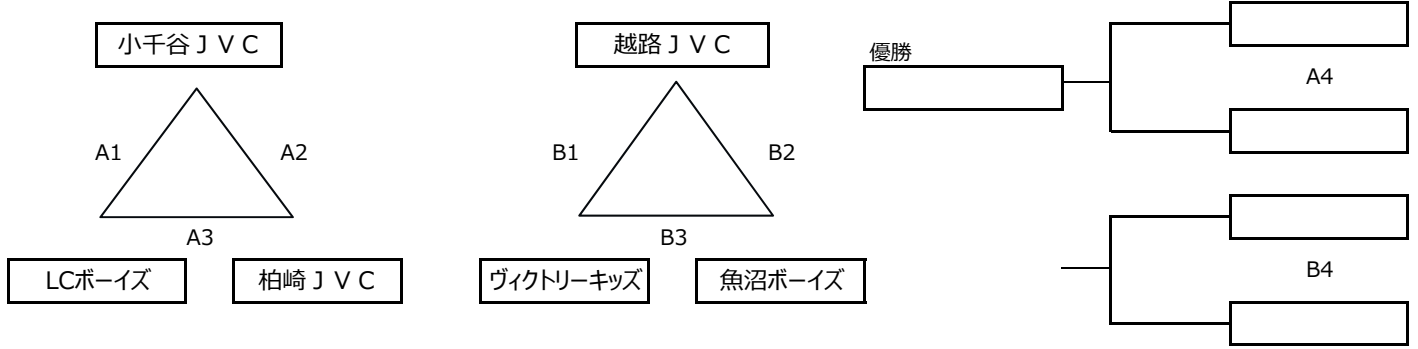 小千谷ＪＶＣ
A1
A2
A3
LCボーイズ
柏崎ＪＶＣ
越路ＪＶＣ
B1
B2
B3
ヴィクトリーキッズ
魚沼ボーイズ
優勝
A4
B4